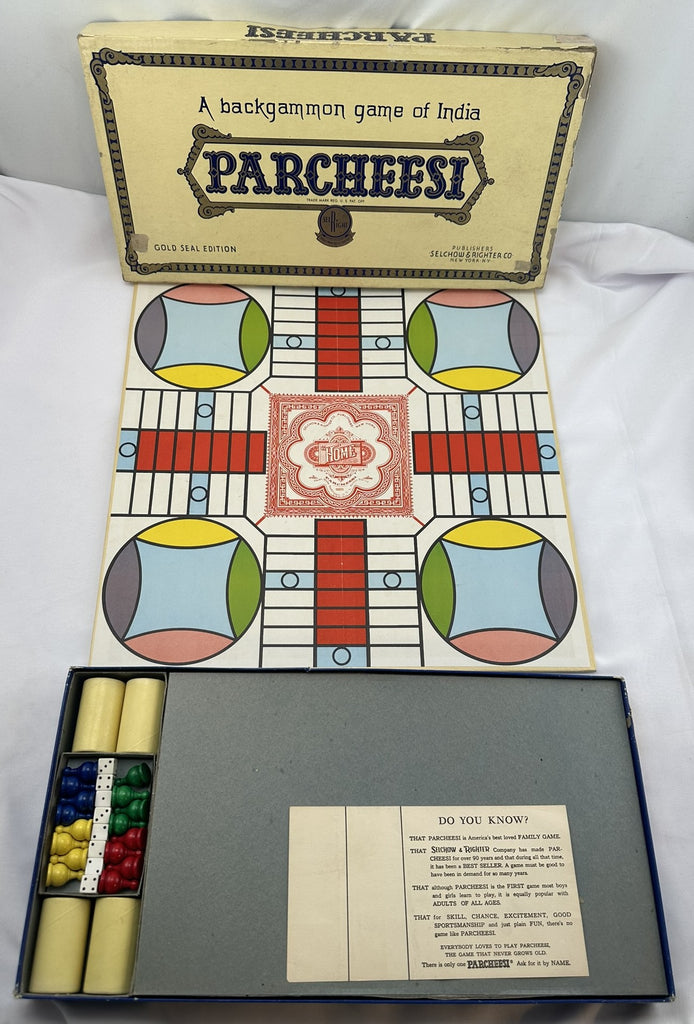 PARCHEESI
A backgammon game of India
PARCHEESI
TRADE MARK REG. U.S. PAT. OFF.
SELRIGHT
GOLD SEAL EDITION
PUBLISHERS
SELCHOW & RIGHTER CO
NEW YORK N.Y.
HOME
DO YOU KNOW?
THAT PARCHEESI is America's best loved FAMILY GAME.
THAT SELCHOW & RIGHTER Company has made PAR-
CHEESI for over 90 years and that during all that time,
it has been a BEST SELLER. A game must be good to
have been in demand for so many years.
THAT although PARCHEESI is the FIRST game most boys
and girls learn to play, it is equally popular with
ADULTS OF ALL AGES.
THAT for SKILL, CHANCE, EXCITEMENT, GOOD
SPORTSMANSHIP and just plain FUN, there's no
game like PARCHEESI.
EVERYBODY LOVES TO PLAY PARCHEESI,
THE GAME THAT NEVER GROWS OLD.
There is only one PARCHEESI® Ask for it by NAME.